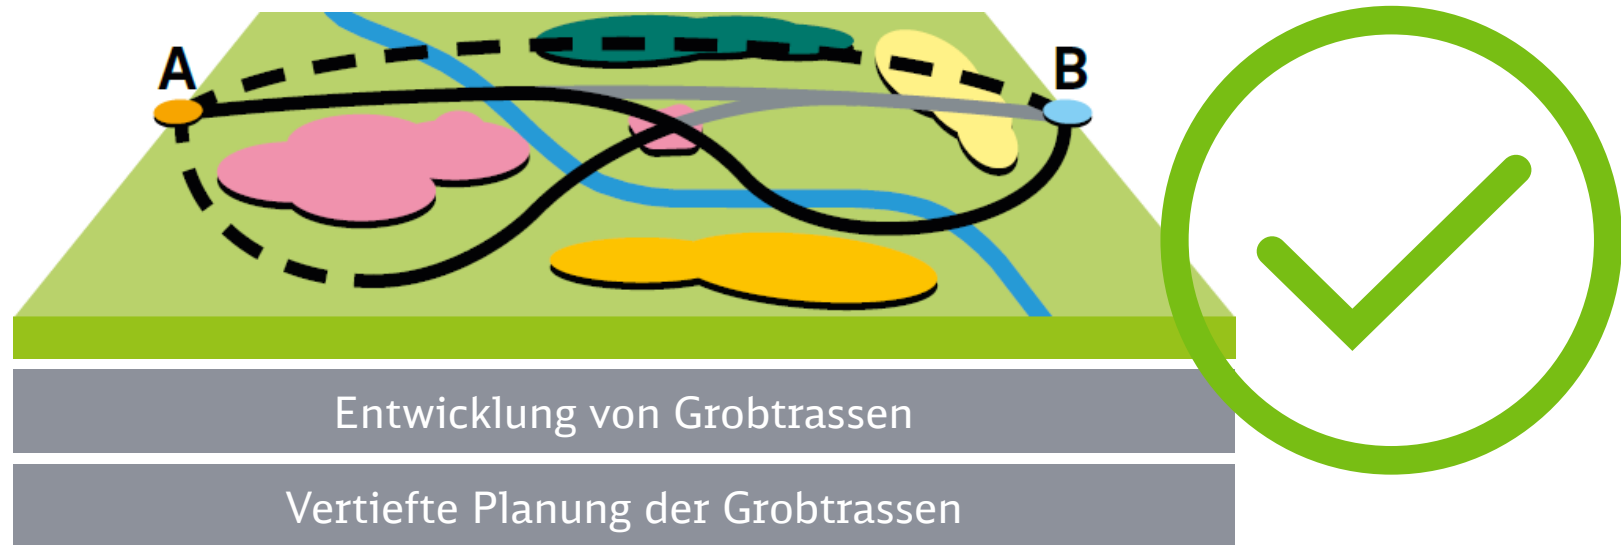 A
B
Entwicklung von Grobtrassen
Vertiefte Planung der Grobtrassen